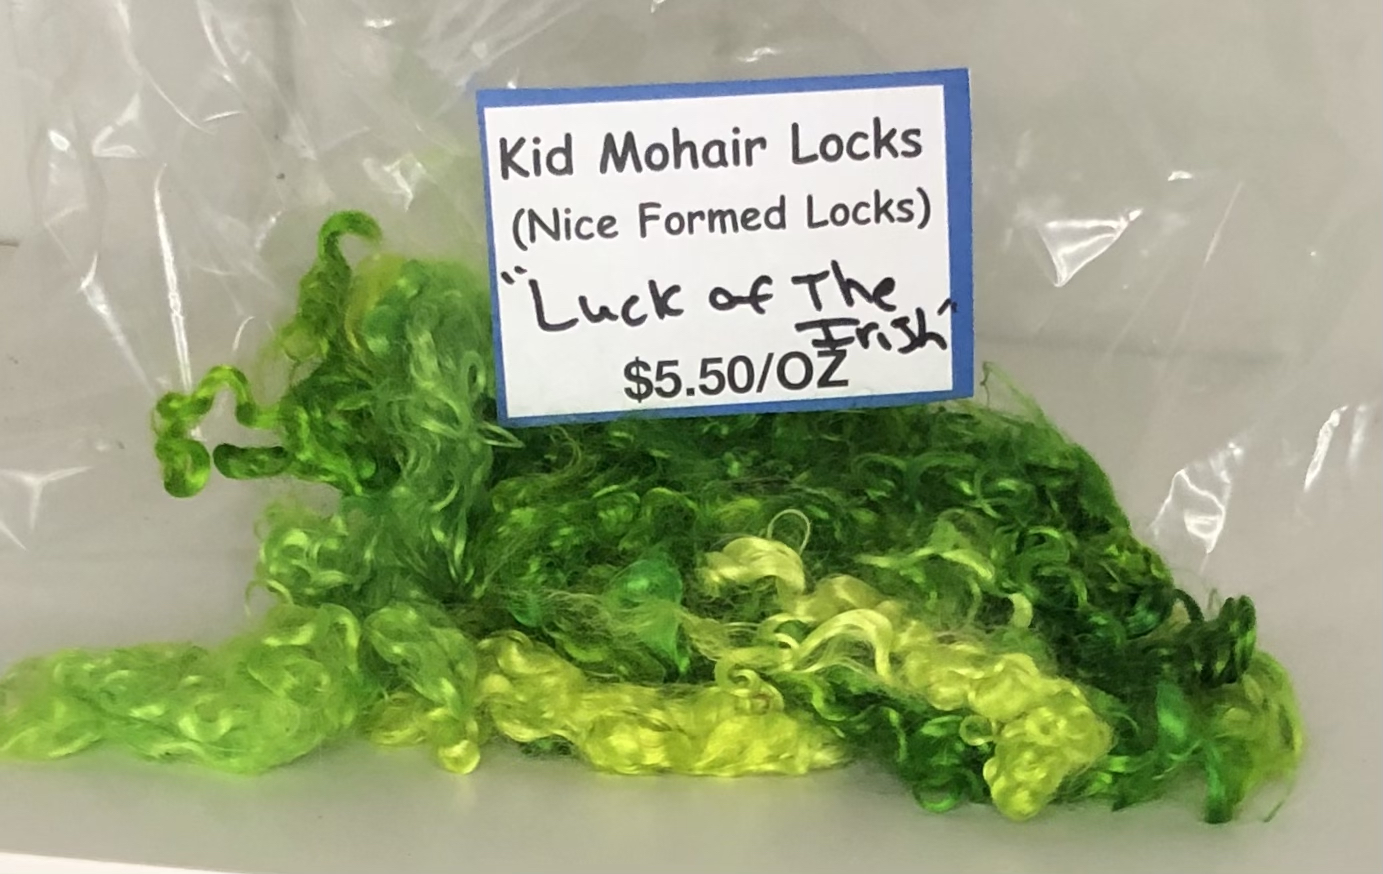 Kid Mohair Locks
(Nice Formed Locks)
"Luck of The
Irish"
$5.50/OZ